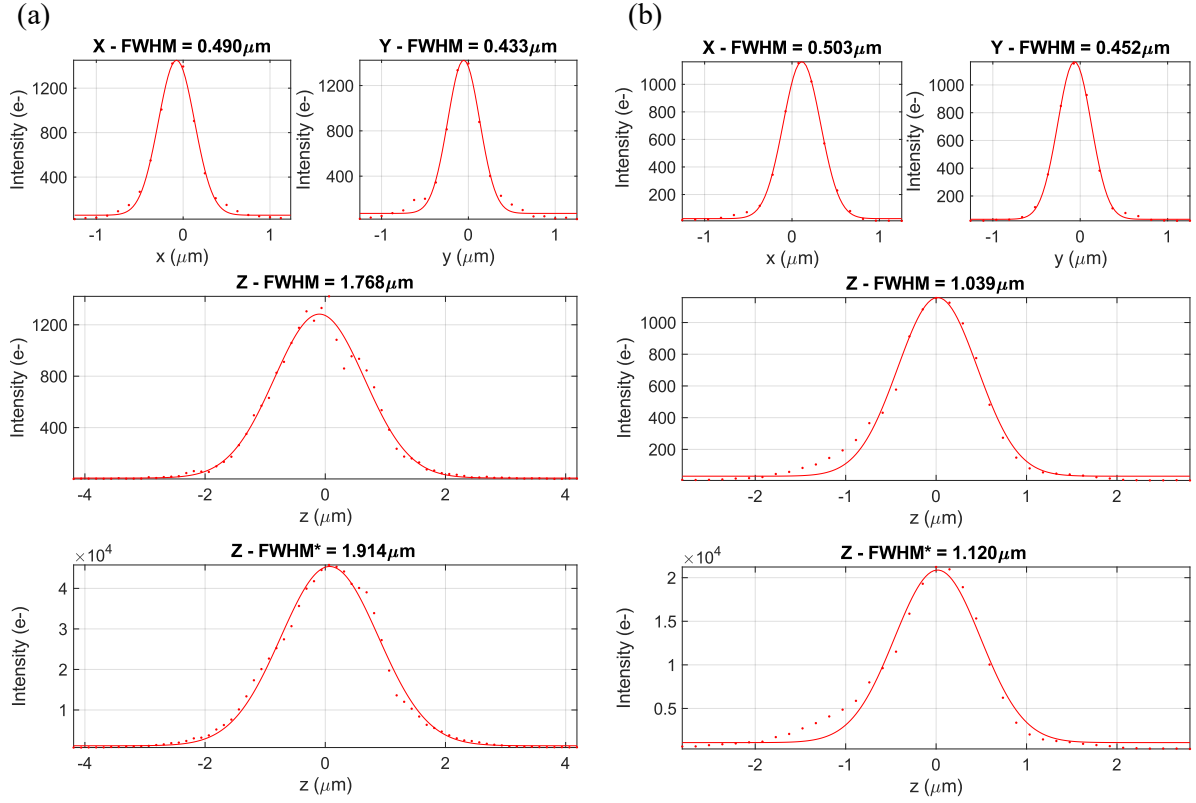 (a)
X - FWHM = 0.490μm
Intensity (e-)
1200
800
400
-1 0 1
x (μm)
Y - FWHM = 0.433μm
Intensity (e-)
1200
800
400
-1 0 1
y (μm)
Z - FWHM = 1.768μm
Intensity (e-)
1200
800
400
-4 -2 0 2 4
z (μm)
×10⁴
Z - FWHM* = 1.914μm
Intensity (e-)
4
3
2
1
-4 -2 0 2 4
z (μm)
(b)
X - FWHM = 0.503μm
Intensity (e-)
1000
800
600
400
200
-1 0 1
x (μm)
Y - FWHM = 0.452μm
Intensity (e-)
1000
800
600
400
200
-1 0 1
y (μm)
Z - FWHM = 1.039μm
Intensity (e-)
1000
800
600
400
200
-2 -1 0 1 2
z (μm)
×10⁴
Z - FWHM* = 1.120μm
Intensity (e-)
2
1.5
1
0.5
-2 -1 0 1 2
z (μm)